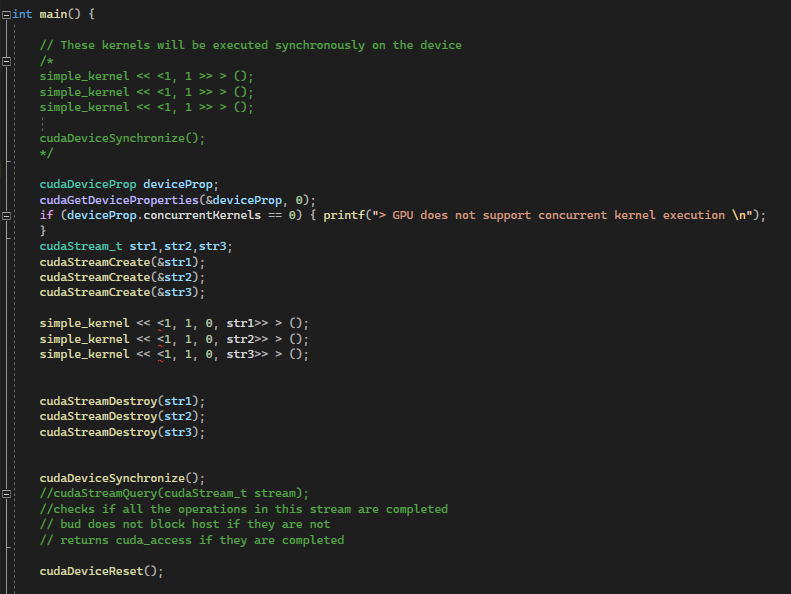 int main() {
// These kernels will be executed synchronously on the device
/*
simple_kernel << <1, 1 >> > ();
simple_kernel << <1, 1 >> > ();
simple_kernel << <1, 1 >> > ();
cudaDeviceSynchronize();
*/
cudaDeviceProp deviceProp;
cudaGetDeviceProperties(&deviceProp, 0);
if (deviceProp.concurrentKernels == 0) { printf("> GPU does not support concurrent kernel execution \n");
}
cudaStream_t str1,str2,str3;
cudaStreamCreate(&str1);
cudaStreamCreate(&str2);
cudaStreamCreate(&str3);
simple_kernel << <1, 1, 0, str1>> > ();
simple_kernel << <1, 1, 0, str2>> > ();
simple_kernel << <1, 1, 0, str3>> > ();
cudaStreamDestroy(str1);
cudaStreamDestroy(str2);
cudaStreamDestroy(str3);
cudaDeviceSynchronize();
//cudaStreamQuery(cudaStream_t stream);
//checks if all the operations in this stream are completed
// bud does not block host if they are not
// returns cuda_access if they are completed
cudaDeviceReset();